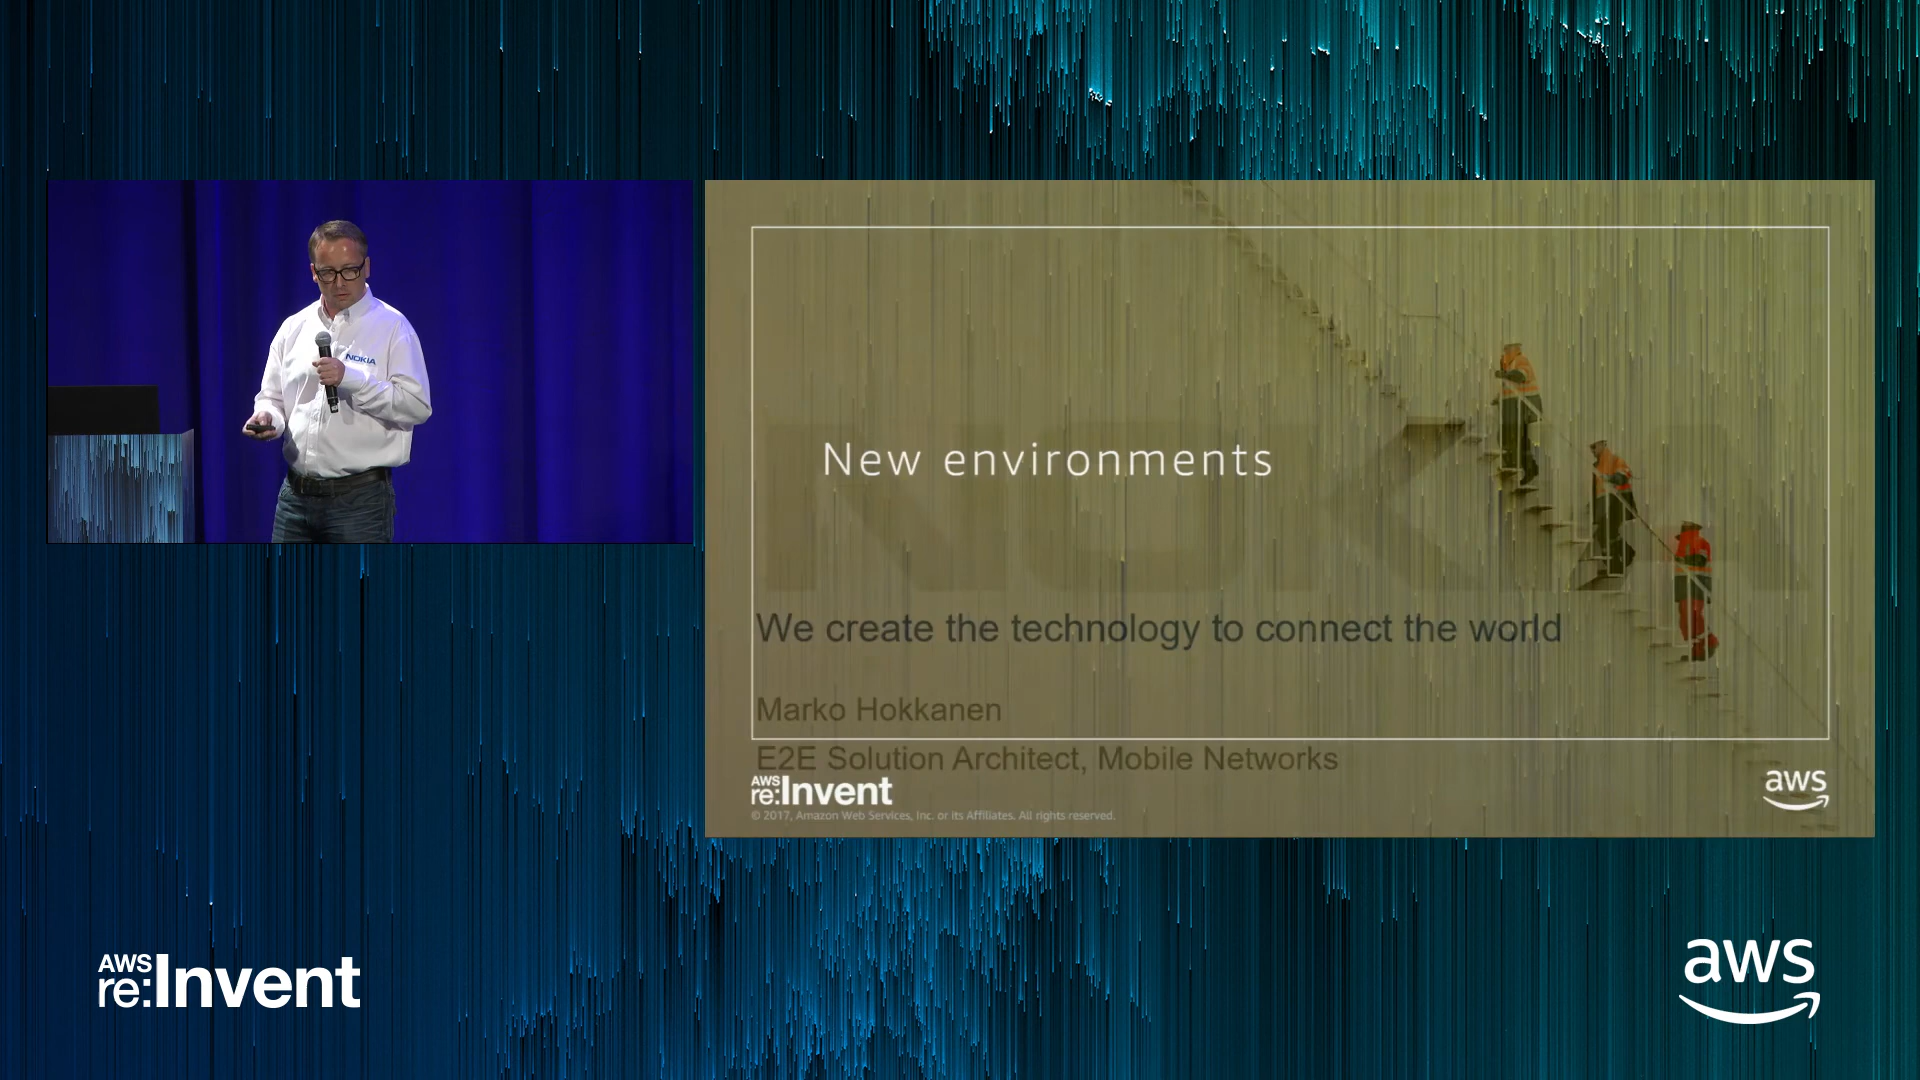 NOKIA
New environments
NOKIA
We create the technology to connect the world
Marko Hokkanen
E2E Solution Architect, Mobile Networks
AWS
re:Invent
aws
© 2017, Amazon Web Services, Inc. or its Affiliates. All rights reserved.
AWS
re:Invent
aws